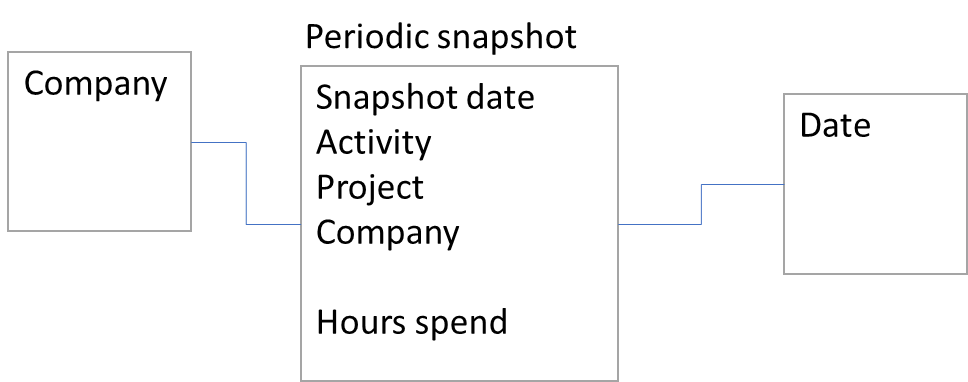 Periodic snapshot
Company
Snapshot date
Activity
Project
Company
Hours spend
Date